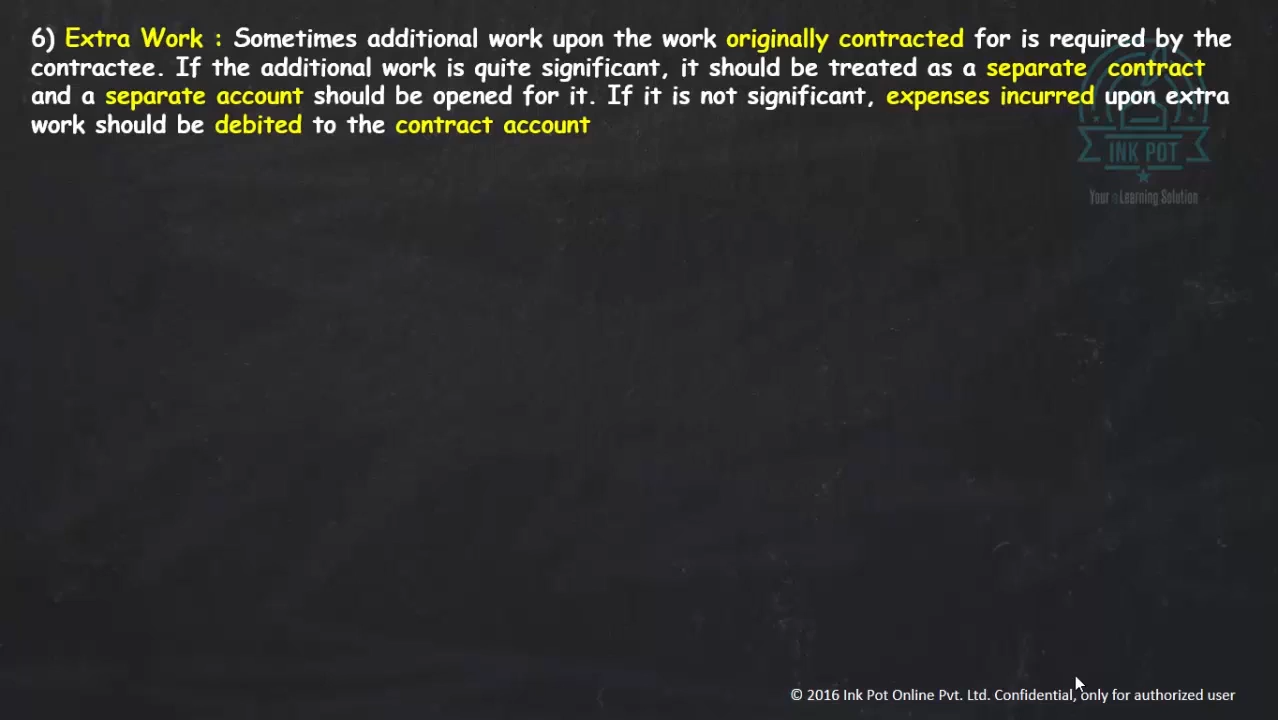 6) Extra Work : Sometimes additional work upon the work originally contracted for is required by the
contractee. If the additional work is quite significant, it should be treated as a separate contract
and a separate account should be opened for it. If it is not significant, expenses incurred upon extra
work should be debited to the contract account
INK POT
Your eLearning Solution
© 2016 Ink Pot Online Pvt. Ltd. Confidential, only for authorized user